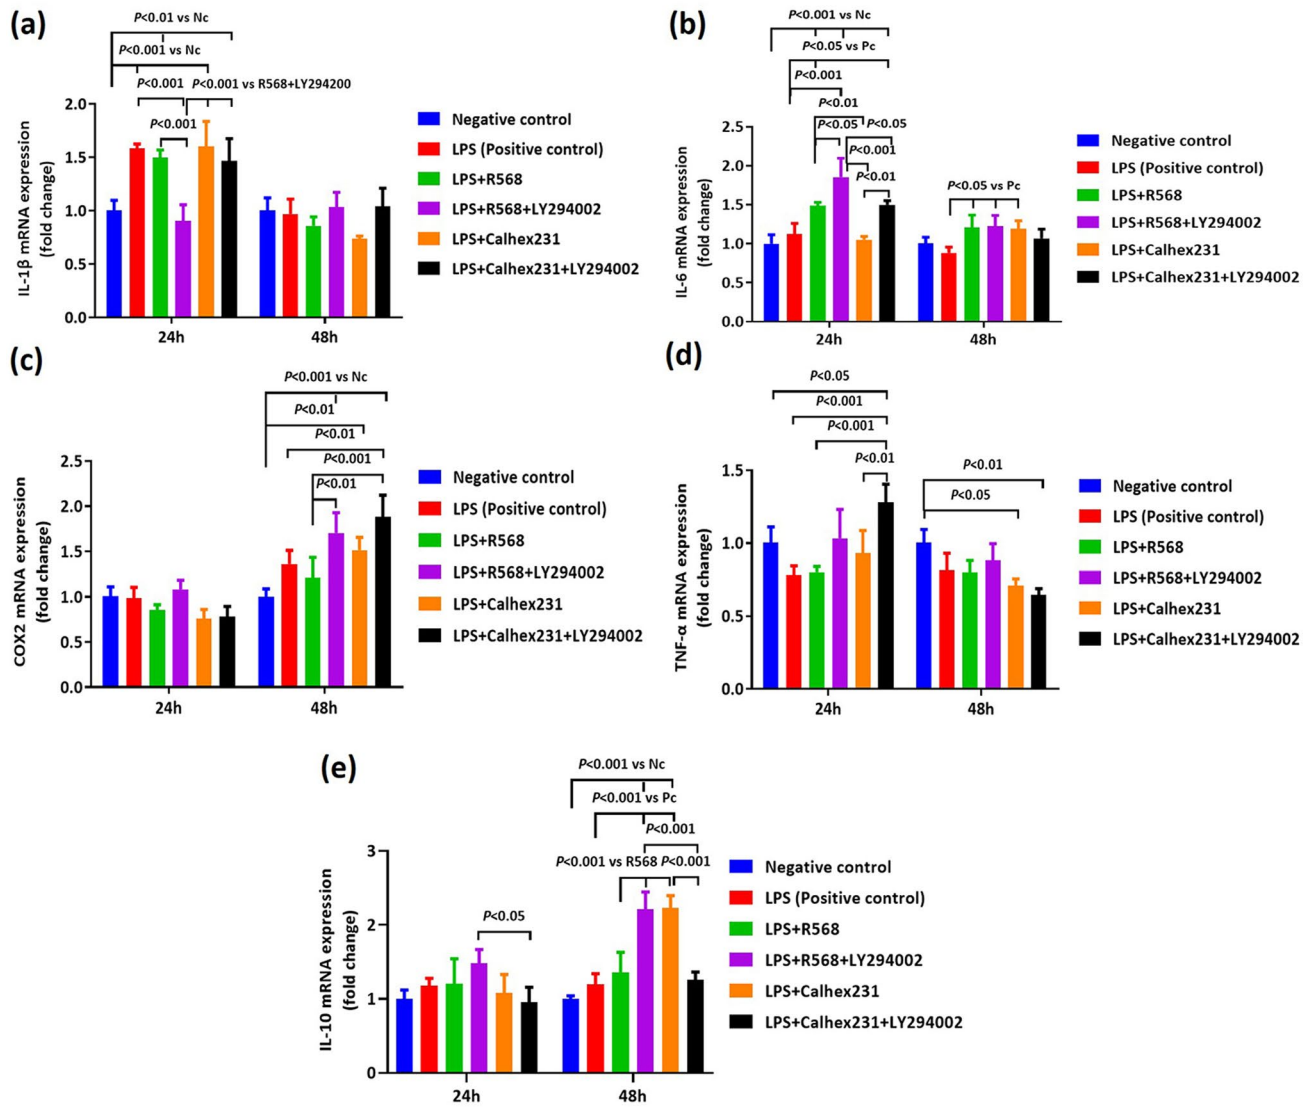 (a)
P<0.01 vs Nc
P<0.001 vs Nc
P<0.001
P<0.001 vs R568+LY294200
P<0.001
IL-1β mRNA expression
(fold change)
2.0
1.5
1.0
0.5
0.0
24h
48h
Negative control
LPS (Positive control)
LPS+R568
LPS+R568+LY294002
LPS+Calhex231
LPS+Calhex231+LY294002
(b)
P<0.001 vs Nc
P<0.05 vs Pc
P<0.001
P<0.01
P<0.05
P<0.05
P<0.001
P<0.01
P<0.05 vs Pc
IL-6 mRNA expression
(fold change)
2.5
2.0
1.5
1.0
0.5
0.0
24h
48h
Negative control
LPS (Positive control)
LPS+R568
LPS+R568+LY294002
LPS+Calhex231
LPS+Calhex231+LY294002
(c)
P<0.001 vs Nc
P<0.01
P<0.01
P<0.001
P<0.01
COX2 mRNA expression
(fold change)
2.5
2.0
1.5
1.0
0.5
0.0
24h
48h
Negative control
LPS (Positive control)
LPS+R568
LPS+R568+LY294002
LPS+Calhex231
LPS+Calhex231+LY294002
(d)
P<0.05
P<0.001
P<0.001
P<0.01
P<0.01
P<0.05
TNF-α mRNA expression
(fold change)
1.5
1.0
0.5
0.0
24h
48h
Negative control
LPS (Positive control)
LPS+R568
LPS+R568+LY294002
LPS+Calhex231
LPS+Calhex231+LY294002
(e)
P<0.001 vs Nc
P<0.001 vs Pc
P<0.001
P<0.001 vs R568
P<0.001
P<0.05
IL-10 mRNA expression
(fold change)
3
2
1
0
24h
48h
Negative control
LPS (Positive control)
LPS+R568
LPS+R568+LY294002
LPS+Calhex231
LPS+Calhex231+LY294002